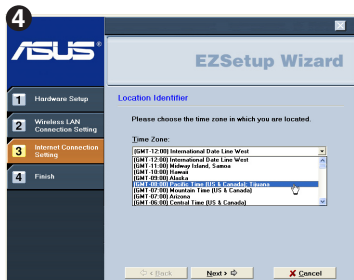 4
ASUS®
EZSetup Wizard
1 Hardware Setup
2 Wireless LAN
Connection Setting
3 Internet Connection
Setting
4 Finish
Location Identifier
Please choose the time zone in which you are located.
Time Zone:
(GMT-12:00) International Date Line West
(GMT-12:00) International Date Line West
(GMT-11:00) Midway Island, Samoa
(GMT-10:00) Hawaii
(GMT-09:00) Alaska
(GMT-08:00) Pacific Time (US & Canada); Tijuana
(GMT-07:00) Mountain Time (US & Canada)
(GMT-07:00) Arizona
(GMT-06:00) Central Time (US & Canada)
< Back
Next >
X Cancel